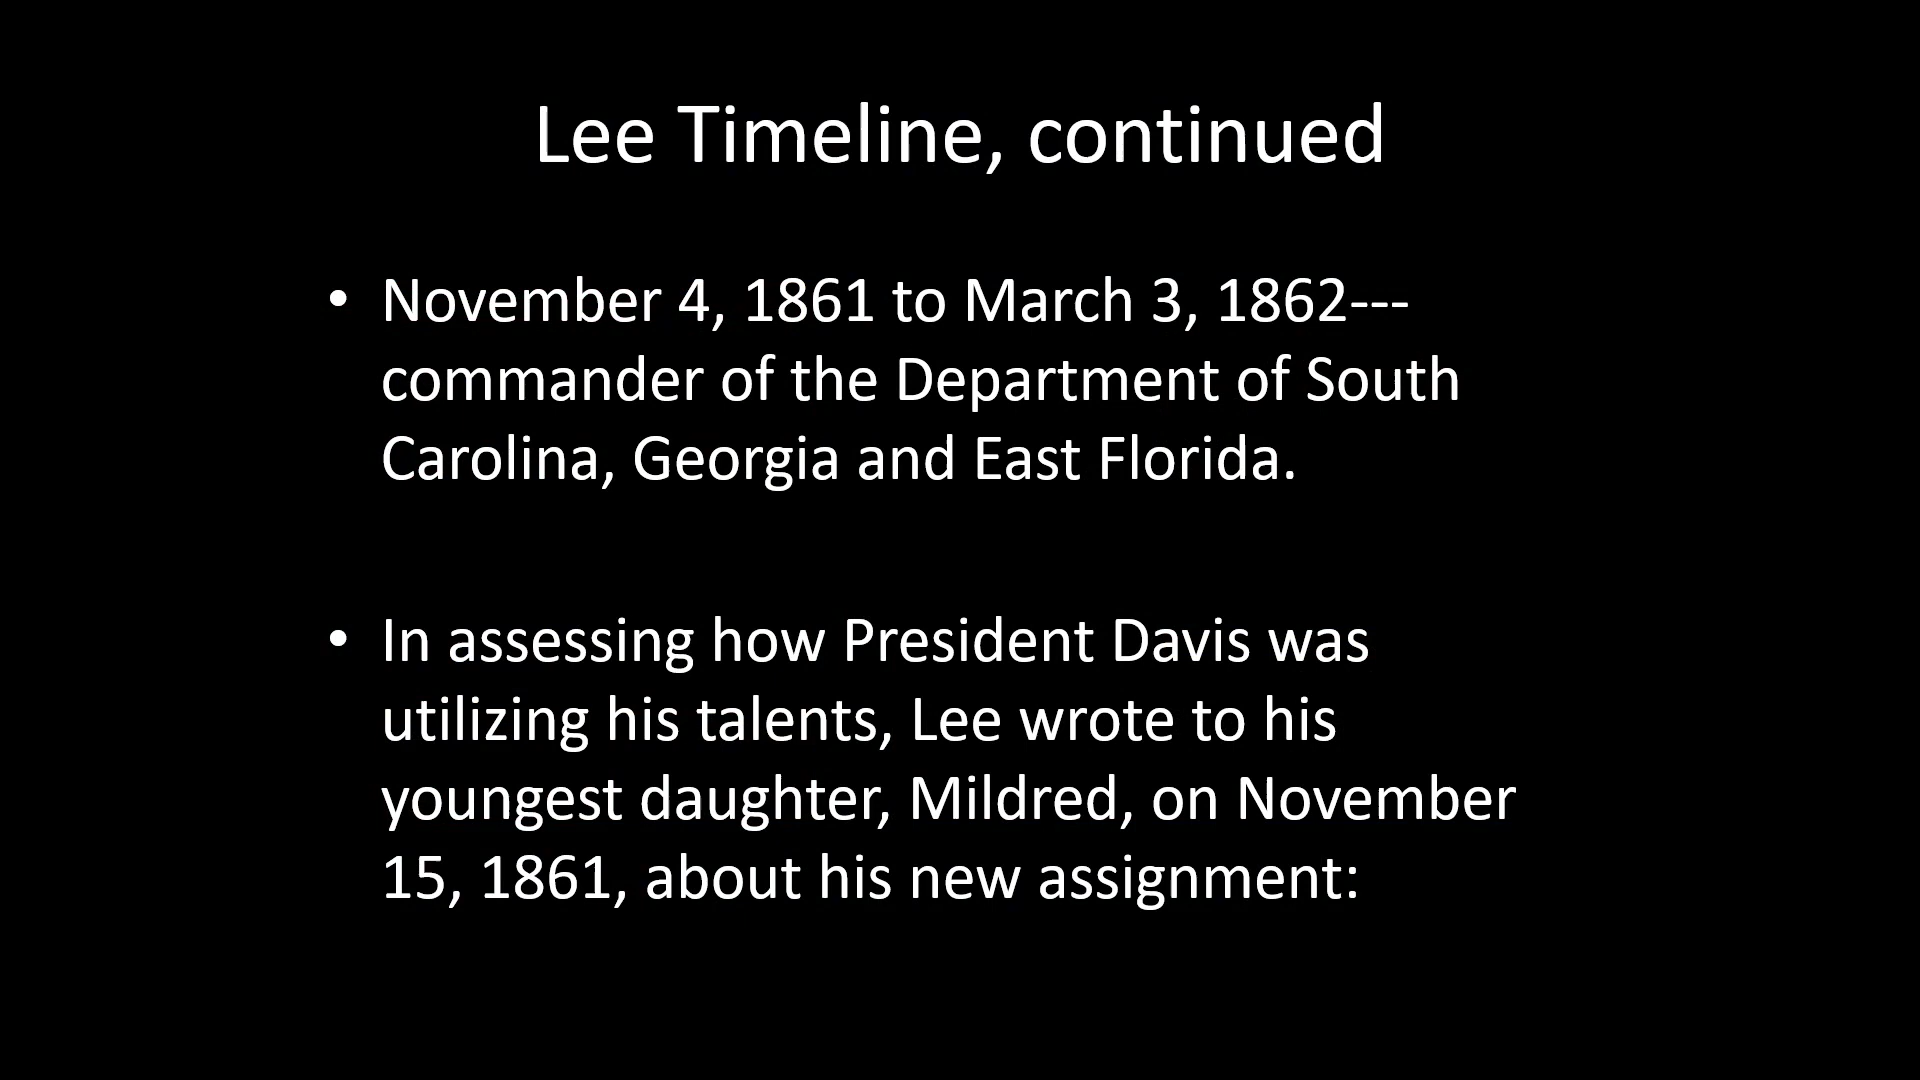 Lee Timeline, continued
• November 4, 1861 to March 3, 1862---
commander of the Department of South
Carolina, Georgia and East Florida.
• In assessing how President Davis was
utilizing his talents, Lee wrote to his
youngest daughter, Mildred, on November
15, 1861, about his new assignment: